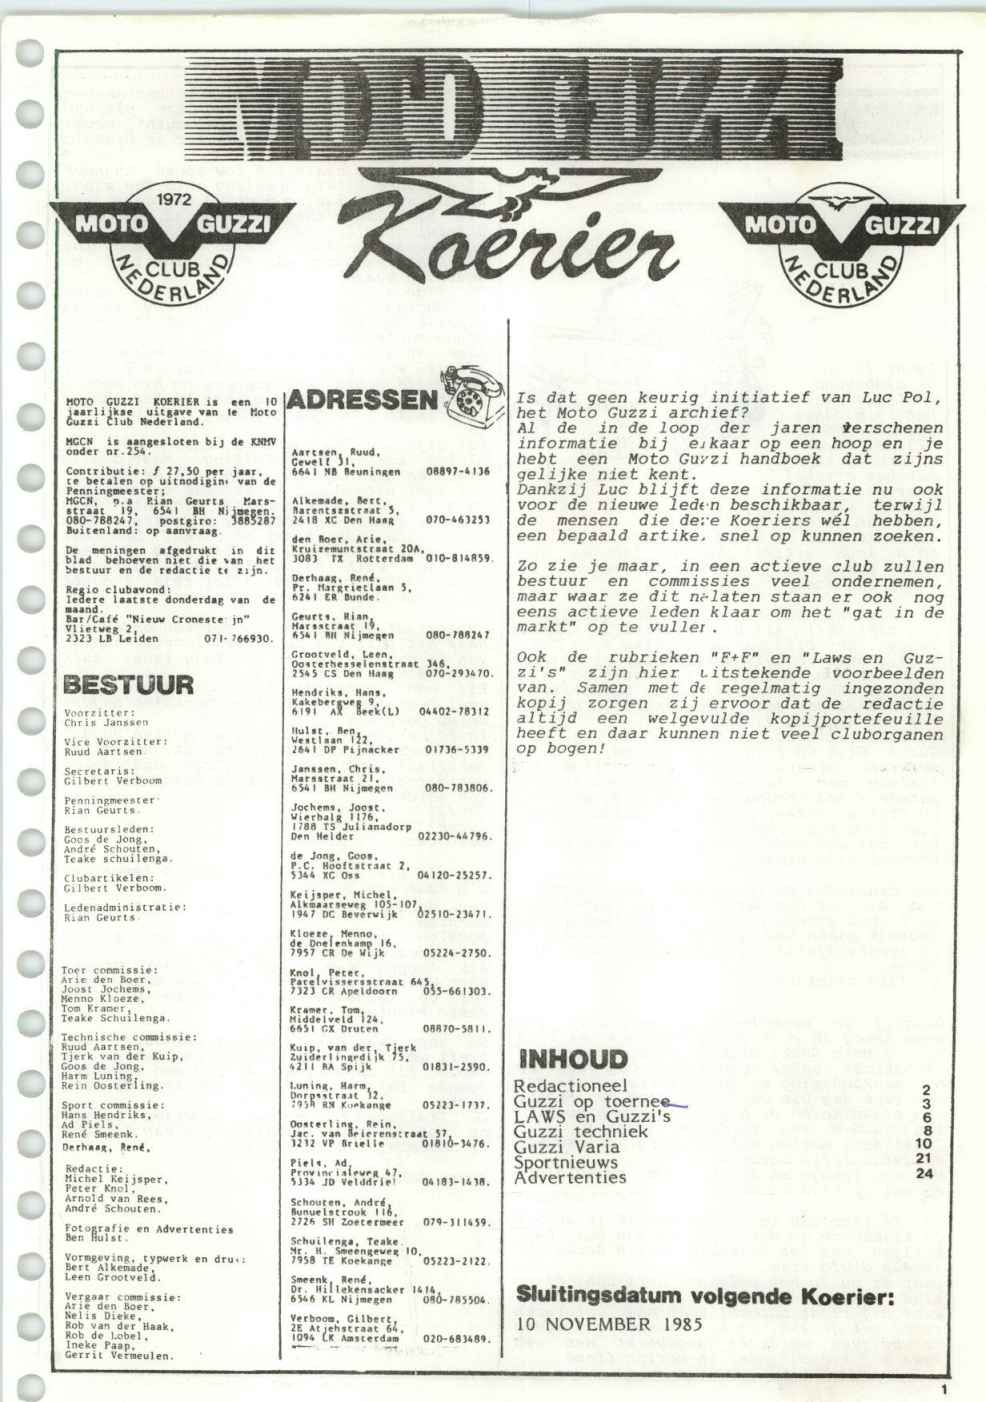 MOTO GUZZI
Koerier
1972
MOTO GUZZI
CLUB
NEDERLAND
MOTO GUZZI
CLUB
NEDERLAND
MOTO GUZZI KOERIER is een 10
jaarlijkse uitgave van de Moto
Guzzi Club Nederland.
MGCN is aangesloten bij de KNMV
onder nr.254.
Contributie: ƒ 27,50 per jaar,
te betalen op uitnodiging van de
Penningmeester;
MGCN, p.a Rian Geurts, Mars-
straat 19, 6541 BH Nijmegen.
080-788247, postgiro: 3885287
Buitenland: op aanvraag.
De meningen afgedrukt in dit
blad behoeven niet die van het
bestuur en de redactie te zijn.
Regio clubavond:
Iedere laatste donderdag van de
maand.
Bar/Café "Nieuw Cronestein"
Vlietweg 2,
2323 LB Leiden 071-766930.
BESTUUR
Voorzitter:
Chris Janssen
Vice Voorzitter:
Ruud Aartsen
Secretaris:
Gilbert Verboom
Penningmeester
Rian Geurts.
Bestuursleden:
Goos de Jong,
André Schouten,
Teake schuilenga.
Clubartikelen:
Gilbert Verboom.
Ledenadministratie:
Rian Geurts
Toer commissie:
Arie den Boer,
Joost Jochems,
Menno Kloeze,
Tom Kramer,
Teake Schuilenga.
Technische commissie:
Ruud Aartsen,
Tjerk van der Kuip,
Goos de Jong,
Harm Luning,
Rein Oosterling.
Sport commissie:
Hans Hendriks,
Ad Piels,
René Smeenk.
Derhaag, René,
Redactie:
Michel Keijsper,
Peter Knol,
Arnold van Rees,
André Schouten.
Fotografie en Advertenties
Ben Hulst.
Vormgeving, typwerk en druk:
Bert Alkemade,
Leen Grootveld.
Vergaar commissie:
Arie den Boer,
Nelis Dieke,
Rob van der Haak,
Rob de Lobel,
Ineke Paap,
Gerrit Vermeulen.
ADRESSEN
Aartsen, Ruud,
Gewelf 31,
6641 NB Beuningen 08897-4136
Alkemade, Bert,
Barentszstraat 5,
2418 XC Den Haag 070-463253
den Boer, Arie,
Kruizemuntstraat 20A,
3083 TX Rotterdam 010-814859.
Derhaag, René,
Pr. Margrietlaan 5,
6241 ER Bunde.
Geurts, Rian,
Marsstraat 19,
6541 BH Nijmegen 080-788247
Grootveld, Leen,
Oosterhesselenstraat 346,
2545 CS Den Haag 070-293470.
Hendriks, Hans,
Kakebergweg 9,
6191 AX Beek(L) 04402-78312
Hulst, Ben,
Westlaan 122,
2641 DP Pijnacker 01736-5339
Janssen, Chris,
Marsstraat 21,
6541 BH Nijmegen 080-783806.
Jochems, Joost,
Wierbalg 1176,
1788 TS Julianadorp
Den Helder 02230-44796.
de Jong, Goos,
P.C. Hooftstraat 2,
5344 XC Oss 04120-25257.
Keijsper, Michel,
Alkmaarseweg 105-107,
1947 DC Beverwijk 02510-23471.
Kloeze, Menno,
de Doelenkamp 16,
7957 CR De Wijk 05224-2750.
Knol, Peter,
Patelvissersstraat 645,
7323 CR Apeldoorn 055-661303.
Kramer, Tom,
Middelveld 124,
6651 GX Druten 08870-5811.
Kuip, van der, Tjerk
Zuiderlingedijk 75,
4211 BA Spijk 01831-2590.
Luning, Harm,
Dorpsstraat 32,
7958 RN Koekange 05223-1737.
Oosterling, Rein,
Jac. van Beierenstraat 57,
3232 VP Brielle 01810-3476.
Piels, Ad,
Provincialeweg 47,
5334 JD Velddriel 04183-1438.
Schouten, André,
Bunuelstrook 116,
2726 SH Zoetermeer 079-311459.
Schuilenga, Teake.
Mr. H. Smeengeweg 10,
7958 TE Koekange 05223-2122.
Smeenk, René,
Dr. Hillekensacker 1414,
6546 KL Nijmegen 080-785504.
Verboom, Gilbert,
2E Atjehstraat 64,
1094 LK Amsterdam 020-683489.
Is dat geen keurig initiatief van Luc Pol,
het Moto Guzzi archief?
Al de in de loop der jaren verschenen
informatie bij elkaar op een hoop en je
hebt een Moto Guzzi handboek dat zijns
gelijke niet kent.
Dankzij Luc blijft deze informatie nu ook
voor de nieuwe leden beschikbaar, terwijl
de mensen die deze Koeriers wél hebben,
een bepaald artikel snel op kunnen zoeken.
Zo zie je maar, in een actieve club zullen
bestuur en commissies veel ondernemen,
maar waar ze dit nalaten staan er ook nog
eens actieve leden klaar om het "gat in de
markt" op te vullen.
Ook de rubrieken "F+F" en "Laws en Guz-
zi's" zijn hier uitstekende voorbeelden
van. Samen met de regelmatig ingezonden
kopij zorgen zij ervoor dat de redactie
altijd een welgevulde kopijportefeuille
heeft en daar kunnen niet veel cluborganen
op bogen!
INHOUD
Redactioneel 2
Guzzi op toernee 3
LAWS en Guzzi's 6
Guzzi techniek 8
Guzzi Varia 10
Sportnieuws 21
Advertenties 24
Sluitingsdatum volgende Koerier:
10 NOVEMBER 1985
1